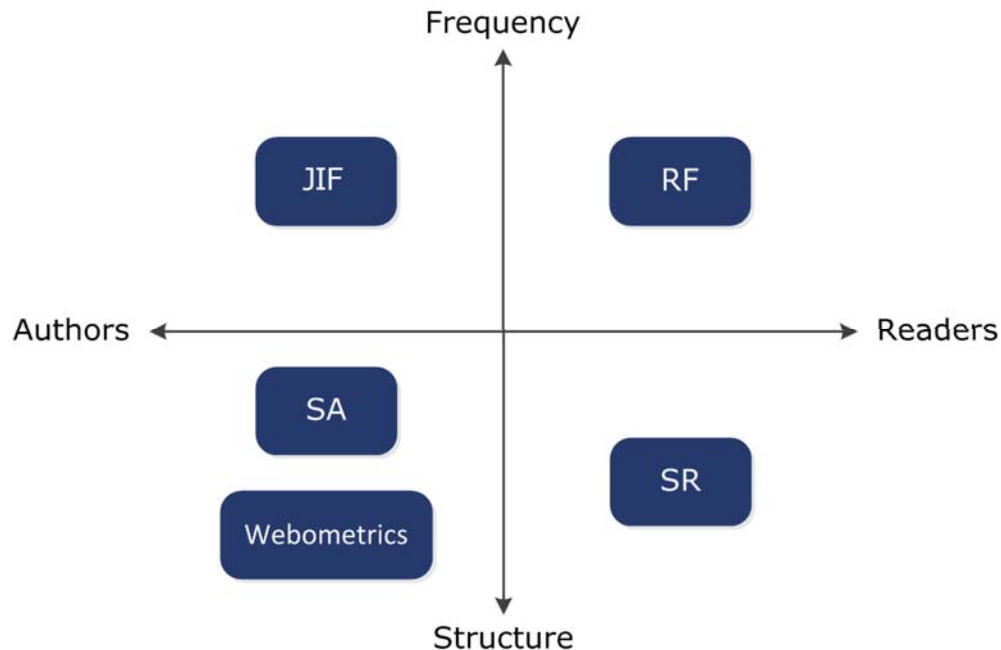 Frequency
JIF
RF
Authors
Readers
SA
SR
Webometrics
Structure